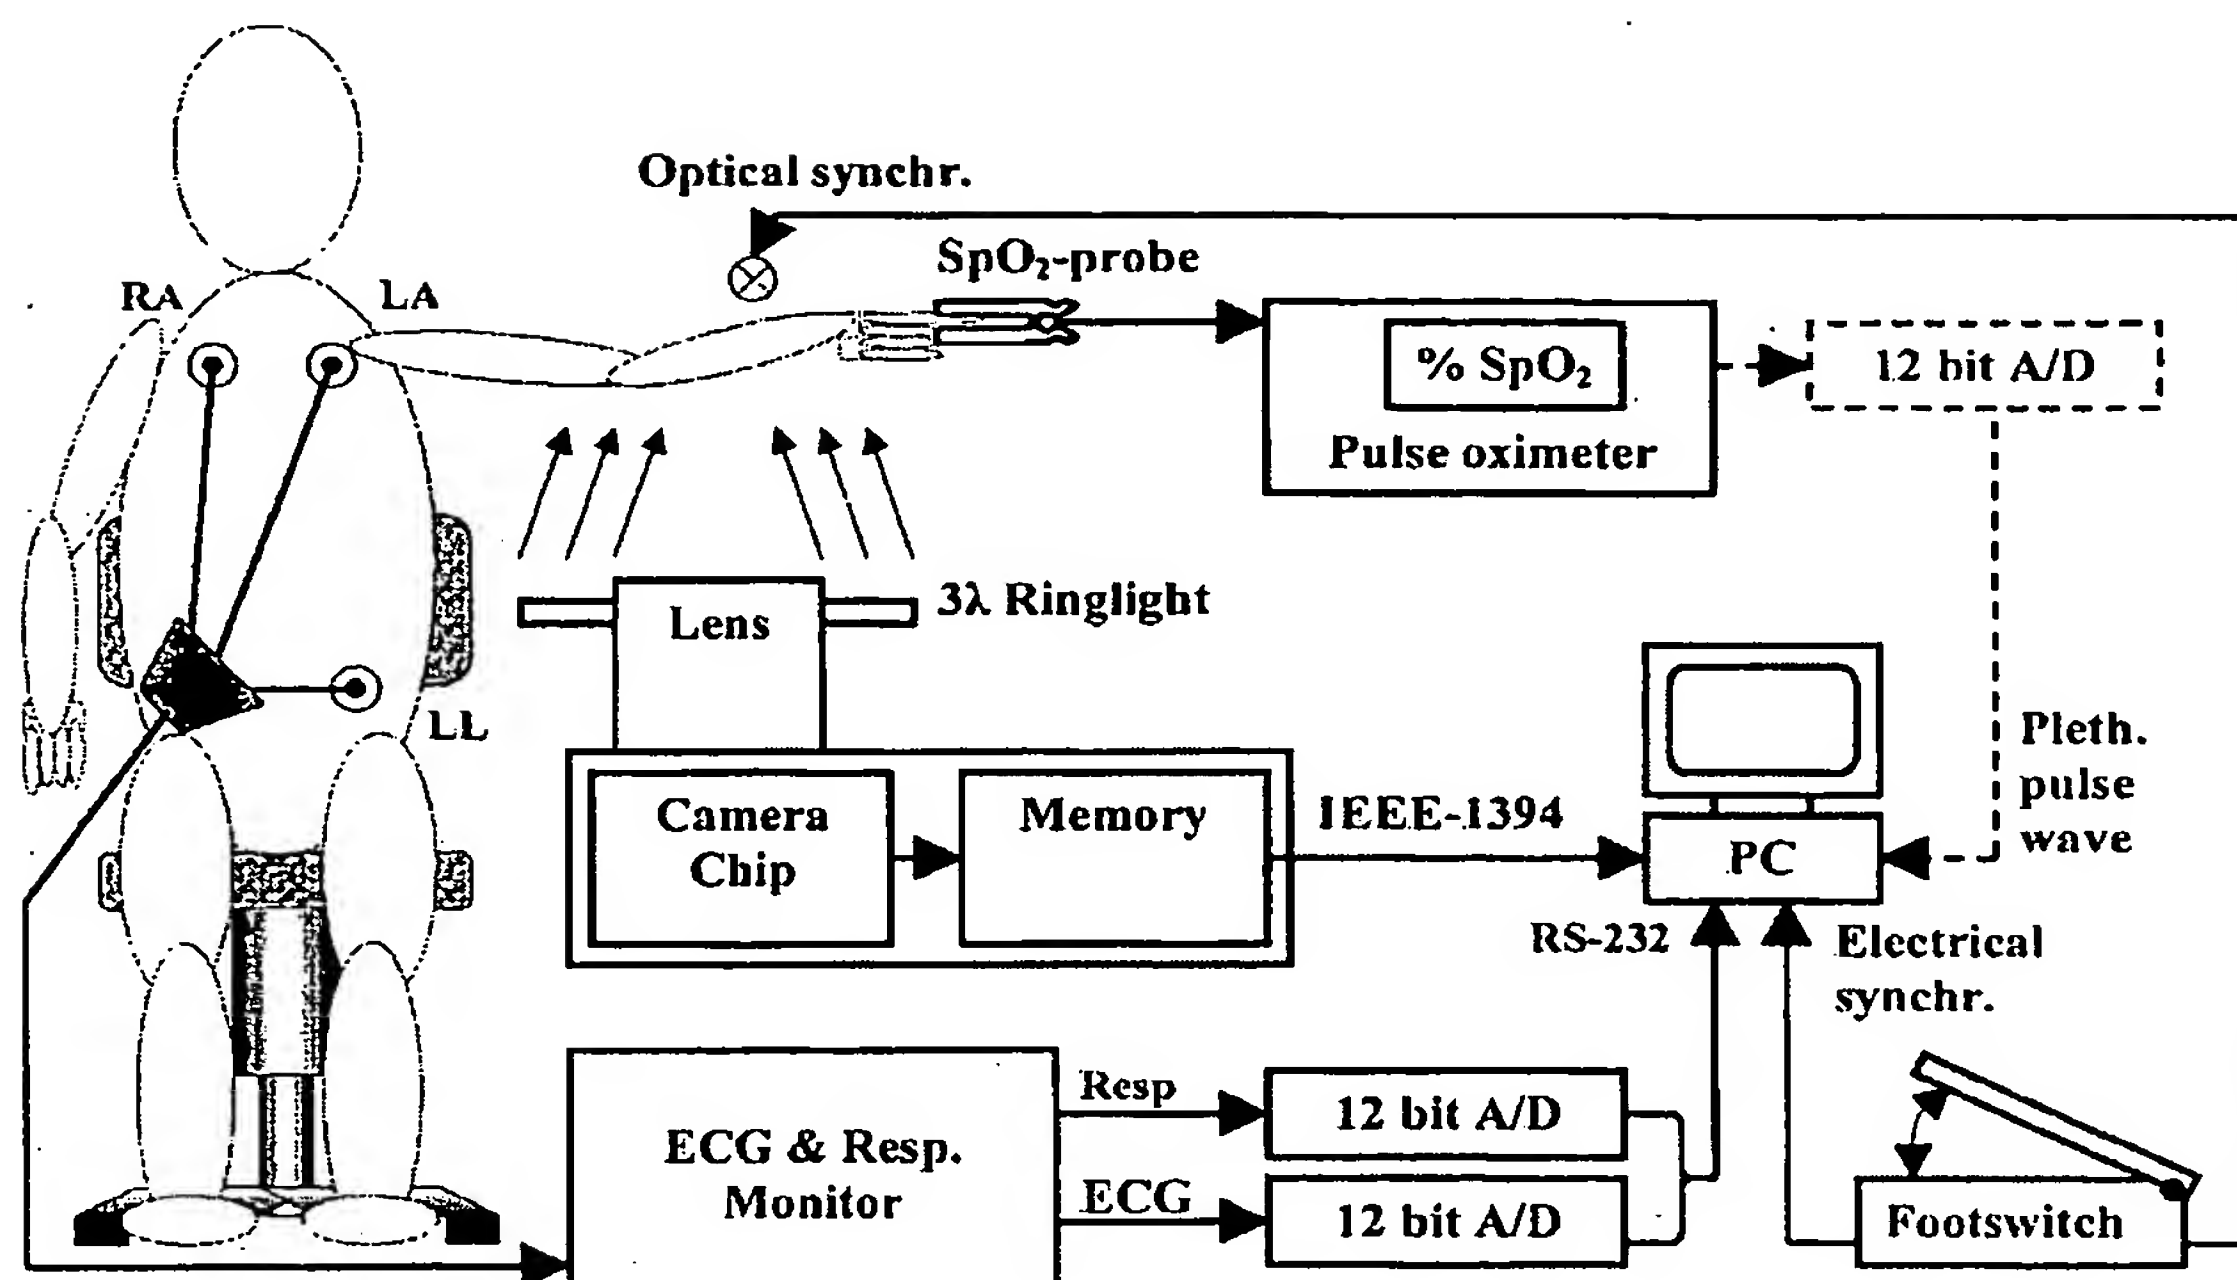 Optical synchr.
SpO₂-probe
RA
LA
% SpO₂
12 bit A/D
Pulse oximeter
3λ Ringlight
Lens
LL
Pleth.
pulse
wave
Camera
Chip
Memory
IEEE-1394
PC
RS-232
Electrical
synchr.
Resp
12 bit A/D
ECG & Resp.
Monitor
ECG
12 bit A/D
Footswitch